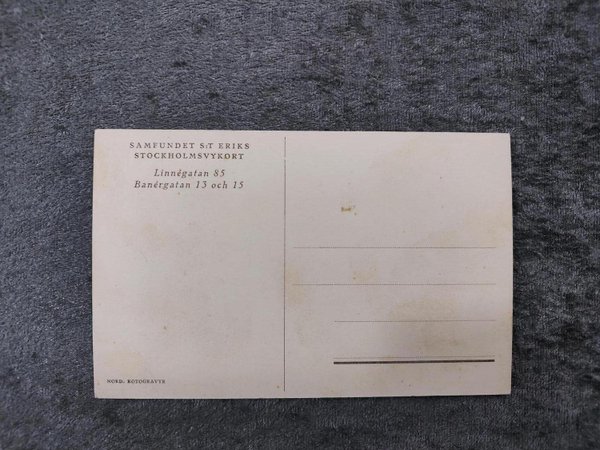 SAMFUNDET S:T ERIKS
STOCKHOLMSVYKORT
Linnégatan 85
Banérgatan 13 och 15
NORD. ROTOGRAVYR